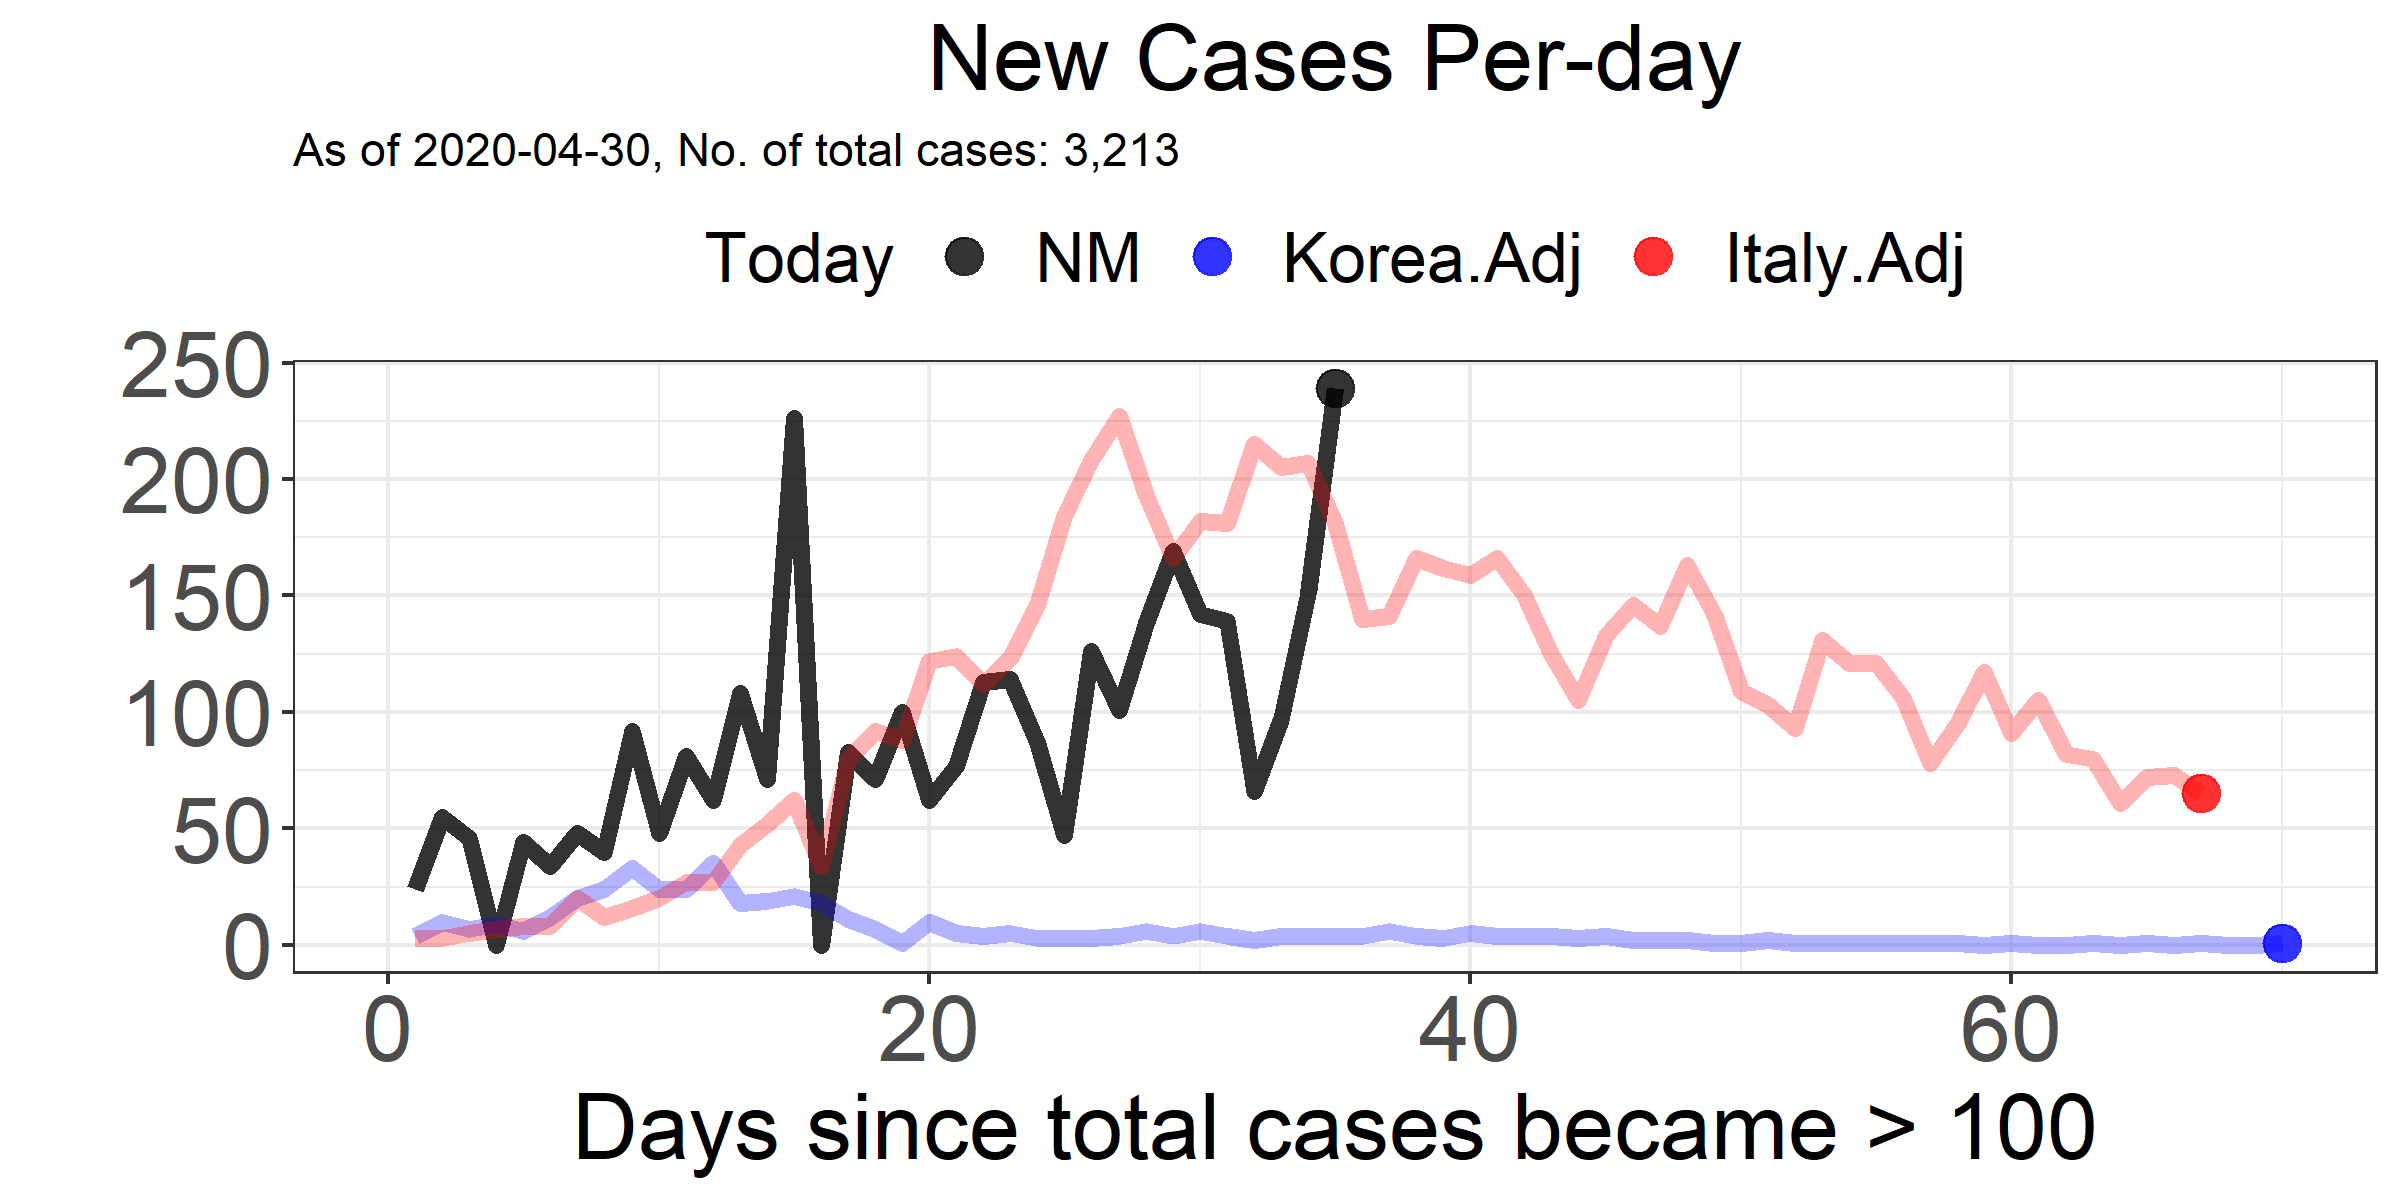 New Cases Per-day
As of 2020-04-30, No. of total cases: 3,213
Today NM Korea.Adj Italy.Adj
250
200
150
100
50
0
0 20 40 60
Days since total cases became > 100